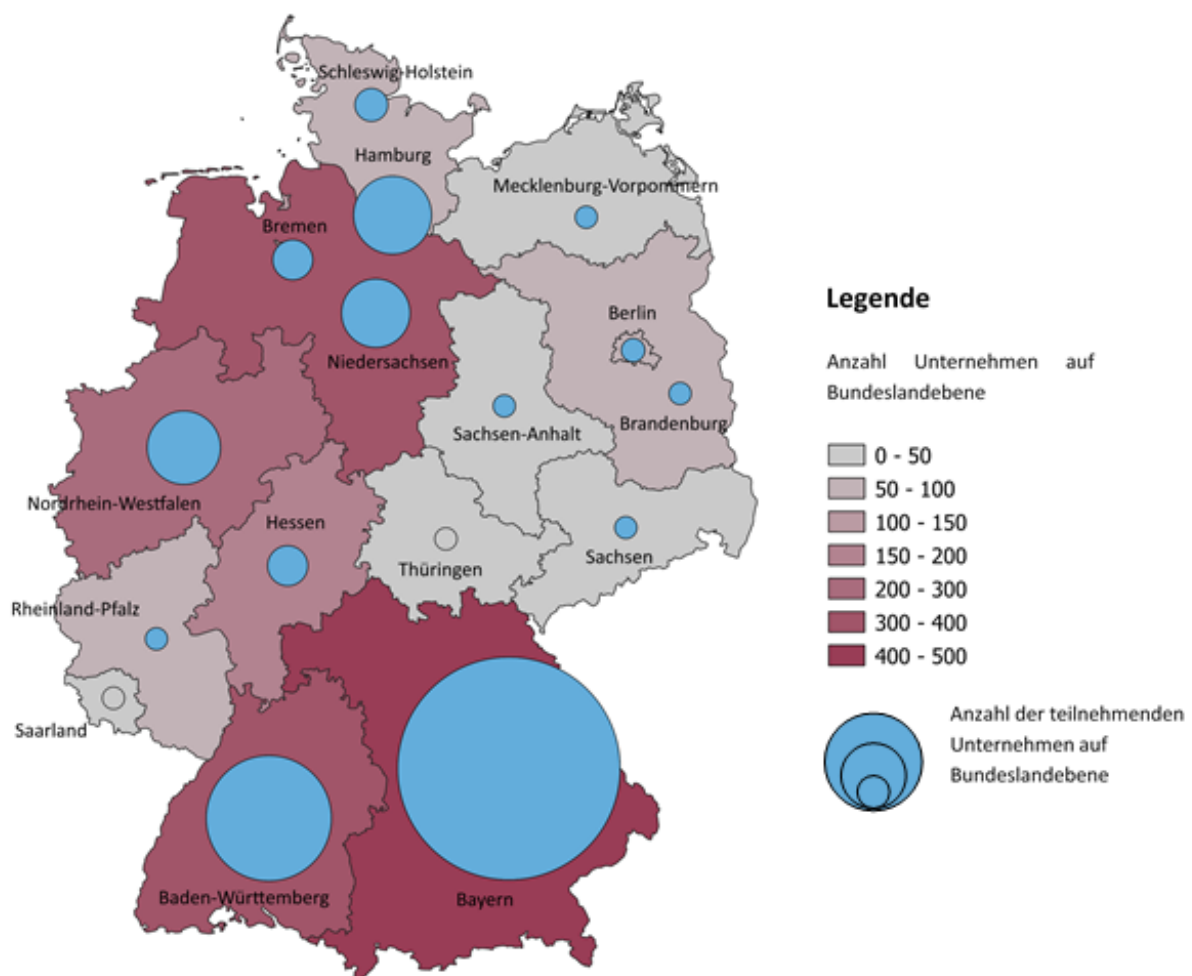 Schleswig-Holstein
Hamburg
Mecklenburg-Vorpommern
Bremen
Berlin
Niedersachsen
Brandenburg
Sachsen-Anhalt
Nordrhein-Westfalen
Hessen
Sachsen
Thüringen
Rheinland-Pfalz
Saarland
Baden-Württemberg
Bayern
Legende
Anzahl Unternehmen auf
Bundeslandebene
0 - 50
50 - 100
100 - 150
150 - 200
200 - 300
300 - 400
400 - 500
Anzahl der teilnehmenden
Unternehmen auf
Bundeslandebene